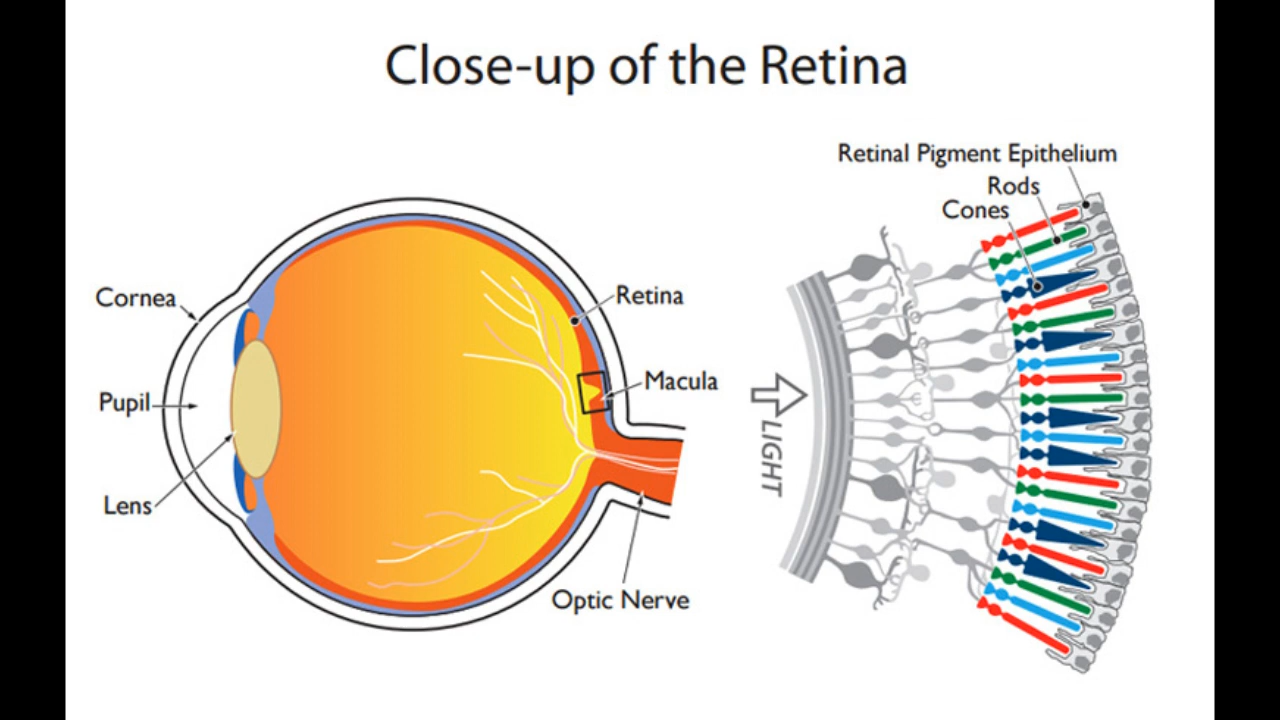 Close-up of the Retina
Cornea
Pupil
Lens
Retina
Macula
Optic Nerve
Retinal Pigment Epithelium
Rods
Cones
LIGHT